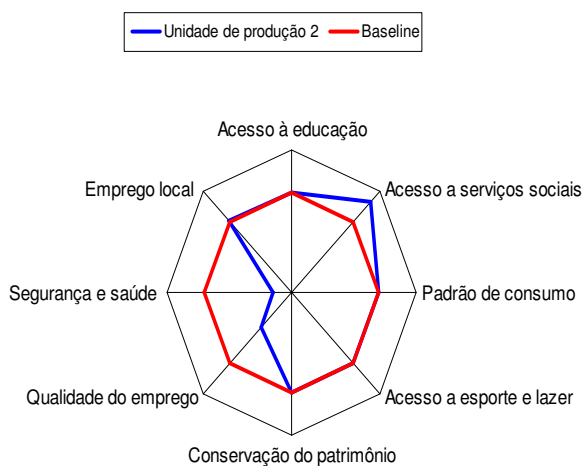 Unidade de produção 2 Baseline
Acesso à educação
Emprego local
Acesso a serviços sociais
Segurança e saúde
Padrão de consumo
Qualidade do emprego
Acesso a esporte e lazer
Conservação do patrimônio